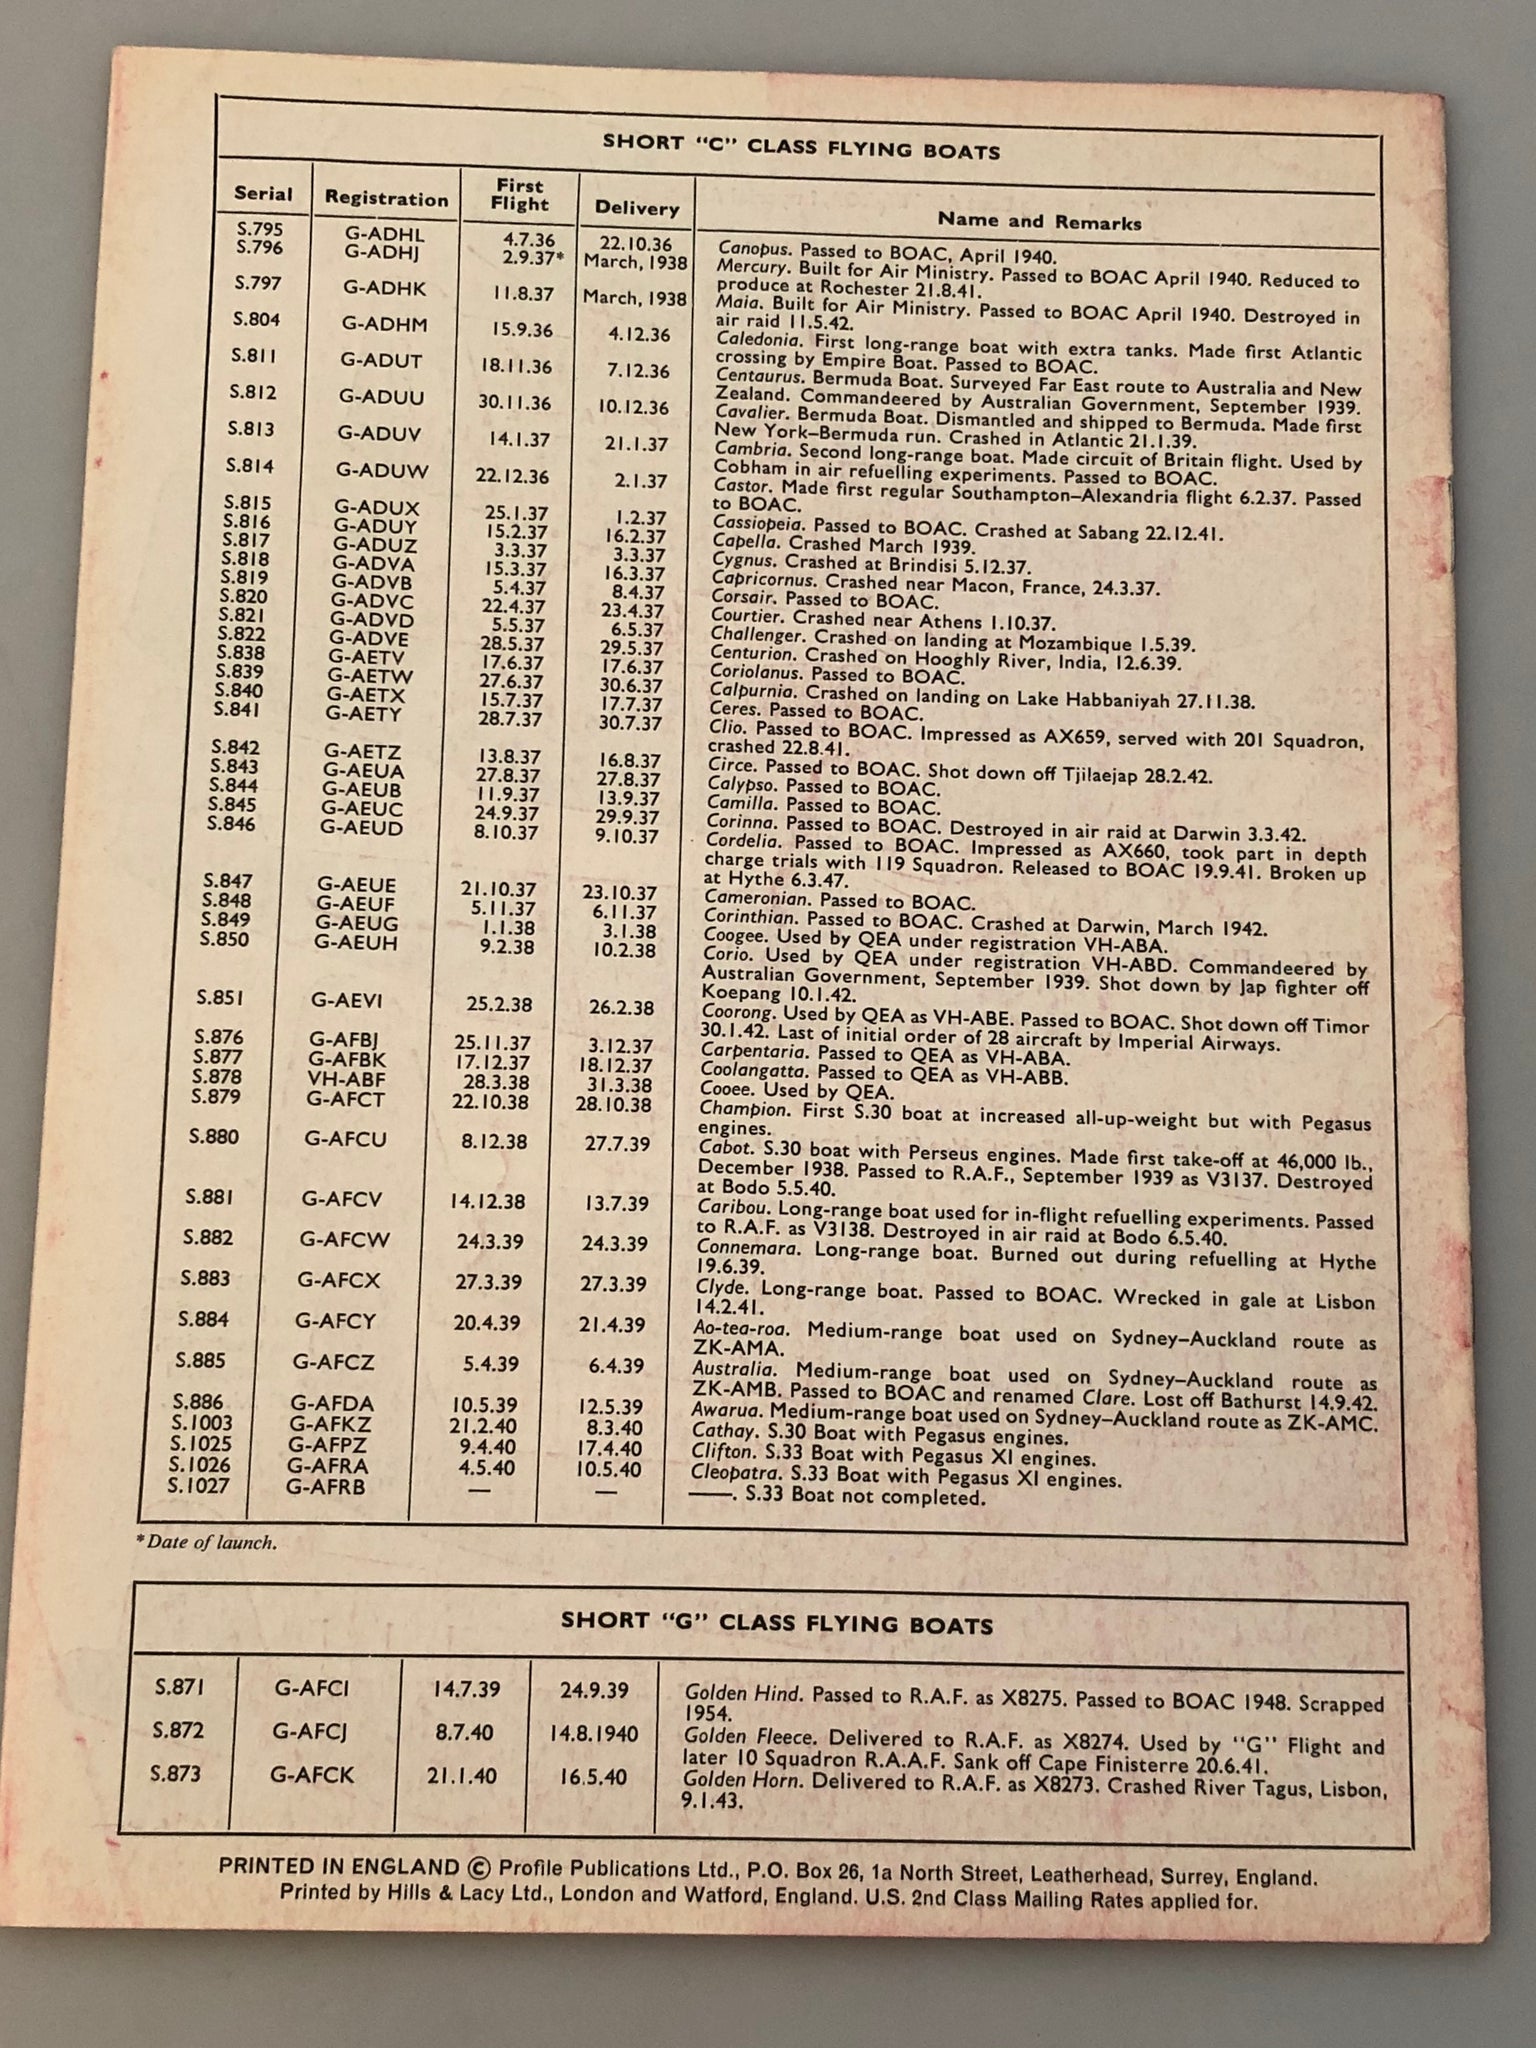 SHORT "C" CLASS FLYING BOATS
Serial Registration First Flight Delivery Name and Remarks
S.795 G-ADHL 4.7.36 22.10.36 Canopus. Passed to BOAC, April 1940.
S.796 G-ADHJ 2.9.37* March, 1938 Mercury. Built for Air Ministry. Passed to BOAC April 1940. Reduced to
produce at Rochester 21.8.41.
S.797 G-ADHK 11.8.37 March, 1938 Maia. Built for Air Ministry. Passed to BOAC April 1940. Destroyed in
air raid 11.5.42.
S.804 G-ADHM 15.9.36 4.12.36 Caledonia. First long-range boat with extra tanks. Made first Atlantic
crossing by Empire Boat. Passed to BOAC.
S.811 G-ADUT 18.11.36 7.12.36 Centaurus. Bermuda Boat. Surveyed Far East route to Australia and New
Zealand. Commandeered by Australian Government, September 1939.
S.812 G-ADUU 30.11.36 10.12.36 Cavalier. Bermuda Boat. Dismantled and shipped to Bermuda. Made first
New York–Bermuda run. Crashed in Atlantic 21.1.39.
S.813 G-ADUV 14.1.37 21.1.37 Cambria. Second long-range boat. Made circuit of Britain flight. Used by
Cobham in air refuelling experiments. Passed to BOAC.
S.814 G-ADUW 22.12.36 2.1.37 Castor. Made first regular Southampton–Alexandria flight 6.2.37. Passed
to BOAC.
S.815 G-ADUX 25.1.37 1.2.37 Cassiopeia. Passed to BOAC. Crashed at Sabang 22.12.41.
S.816 G-ADUY 15.2.37 16.2.37 Capella. Crashed March 1939.
S.817 G-ADUZ 3.3.37 3.3.37 Cygnus. Crashed at Brindisi 5.12.37.
S.818 G-ADVA 15.3.37 16.3.37 Capricornus. Crashed near Macon, France, 24.3.37.
S.819 G-ADVB 5.4.37 8.4.37 Corsair. Passed to BOAC.
S.820 G-ADVC 22.4.37 23.4.37 Courtier. Crashed near Athens 1.10.37.
S.821 G-ADVD 5.5.37 6.5.37 Challenger. Crashed on landing at Mozambique 1.5.39.
S.822 G-ADVE 28.5.37 29.5.37 Centurion. Crashed on Hooghly River, India, 12.6.39.
S.838 G-AETV 17.6.37 17.6.37 Coriolanus. Passed to BOAC.
S.839 G-AETW 27.6.37 30.6.37 Calpurnia. Crashed on landing on Lake Habbaniyah 27.11.38.
S.840 G-AETX 15.7.37 17.7.37 Ceres. Passed to BOAC.
S.841 G-AETY 28.7.37 30.7.37 Clio. Passed to BOAC. Impressed as AX659, served with 201 Squadron,
crashed 22.8.41.
S.842 G-AETZ 13.8.37 16.8.37 Circe. Passed to BOAC. Shot down off Tjilaejap 28.2.42.
S.843 G-AEUA 27.8.37 27.8.37 Calypso. Passed to BOAC.
S.844 G-AEUB 11.9.37 13.9.37 Camilla. Passed to BOAC.
S.845 G-AEUC 24.9.37 29.9.37 Corinna. Passed to BOAC. Destroyed in air raid at Darwin 3.3.42.
S.846 G-AEUD 8.10.37 9.10.37 Cordelia. Passed to BOAC. Impressed as AX660, took part in depth
charge trials with 119 Squadron. Released to BOAC 19.9.41. Broken up
at Hythe 6.3.47.
S.847 G-AEUE 21.10.37 23.10.37 Cameronian. Passed to BOAC.
S.848 G-AEUF 5.11.37 6.11.37 Corinthian. Passed to BOAC. Crashed at Darwin, March 1942.
S.849 G-AEUG 1.1.38 3.1.38 Coogee. Used by QEA under registration VH-ABA.
S.850 G-AEUH 9.2.38 10.2.38 Corio. Used by QEA under registration VH-ABD. Commandeered by
Australian Government, September 1939. Shot down by Jap fighter off
Koepang 10.1.42.
S.851 G-AEVI 25.2.38 26.2.38 Coorong. Used by QEA as VH-ABE. Passed to BOAC. Shot down off Timor
30.1.42. Last of initial order of 28 aircraft by Imperial Airways.
S.876 G-AFBJ 25.11.37 3.12.37 Carpentaria. Passed to QEA as VH-ABA.
S.877 G-AFBK 17.12.37 18.12.37 Coolangatta. Passed to QEA as VH-ABB.
S.878 VH-ABF 28.3.38 31.3.38 Cooee. Used by QEA.
S.879 G-AFCT 22.10.38 28.10.38 Champion. First S.30 boat at increased all-up-weight but with Pegasus
engines.
S.880 G-AFCU 8.12.38 27.7.39 Cabot. S.30 boat with Perseus engines. Made first take-off at 46,000 lb.,
December 1938. Passed to R.A.F., September 1939 as V3137. Destroyed
at Bodo 5.5.40.
S.881 G-AFCV 14.12.38 13.7.39 Caribou. Long-range boat used for in-flight refuelling experiments. Passed
to R.A.F. as V3138. Destroyed in air raid at Bodo 6.5.40.
S.882 G-AFCW 24.3.39 24.3.39 Connemara. Long-range boat. Burned out during refuelling at Hythe
19.6.39.
S.883 G-AFCX 27.3.39 27.3.39 Clyde. Long-range boat. Passed to BOAC. Wrecked in gale at Lisbon
14.2.41.
S.884 G-AFCY 20.4.39 21.4.39 Ao-tea-roa. Medium-range boat used on Sydney–Auckland route as
ZK-AMA.
S.885 G-AFCZ 5.4.39 6.4.39 Australia. Medium-range boat used on Sydney–Auckland route as
ZK-AMB. Passed to BOAC and renamed Clare. Lost off Bathurst 14.9.42.
S.886 G-AFDA 10.5.39 12.5.39 Awarua. Medium-range boat used on Sydney–Auckland route as ZK-AMC.
S.1003 G-AFKZ 21.2.40 8.3.40 Cathay. S.30 Boat with Pegasus engines.
S.1025 G-AFPZ 9.4.40 17.4.40 Clifton. S.33 Boat with Pegasus XI engines.
S.1026 G-AFRA 4.5.40 10.5.40 Cleopatra. S.33 Boat with Pegasus XI engines.
S.1027 G-AFRB — — ——. S.33 Boat not completed.
*Date of launch.
SHORT "G" CLASS FLYING BOATS
S.871 G-AFCI 14.7.39 24.9.39 Golden Hind. Passed to R.A.F. as X8275. Passed to BOAC 1948. Scrapped
1954.
S.872 G-AFCJ 8.7.40 14.8.1940 Golden Fleece. Delivered to R.A.F. as X8274. Used by "G" Flight and
later 10 Squadron R.A.A.F. Sank off Cape Finisterre 20.6.41.
S.873 G-AFCK 21.1.40 16.5.40 Golden Horn. Delivered to R.A.F. as X8273. Crashed River Tagus, Lisbon,
9.1.43.
PRINTED IN ENGLAND © Profile Publications Ltd., P.O. Box 26, 1a North Street, Leatherhead, Surrey, England.
Printed by Hills & Lacy Ltd., London and Watford, England. U.S. 2nd Class Mailing Rates applied for.